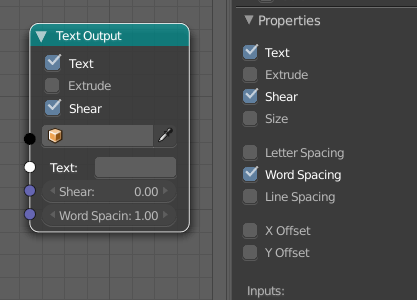 Text Output
Text
Extrude
Shear
Text:
Shear: 0.00
Word Spacin: 1.00
Properties
Text
Extrude
Shear
Size
Letter Spacing
Word Spacing
Line Spacing
X Offset
Y Offset
Inputs: